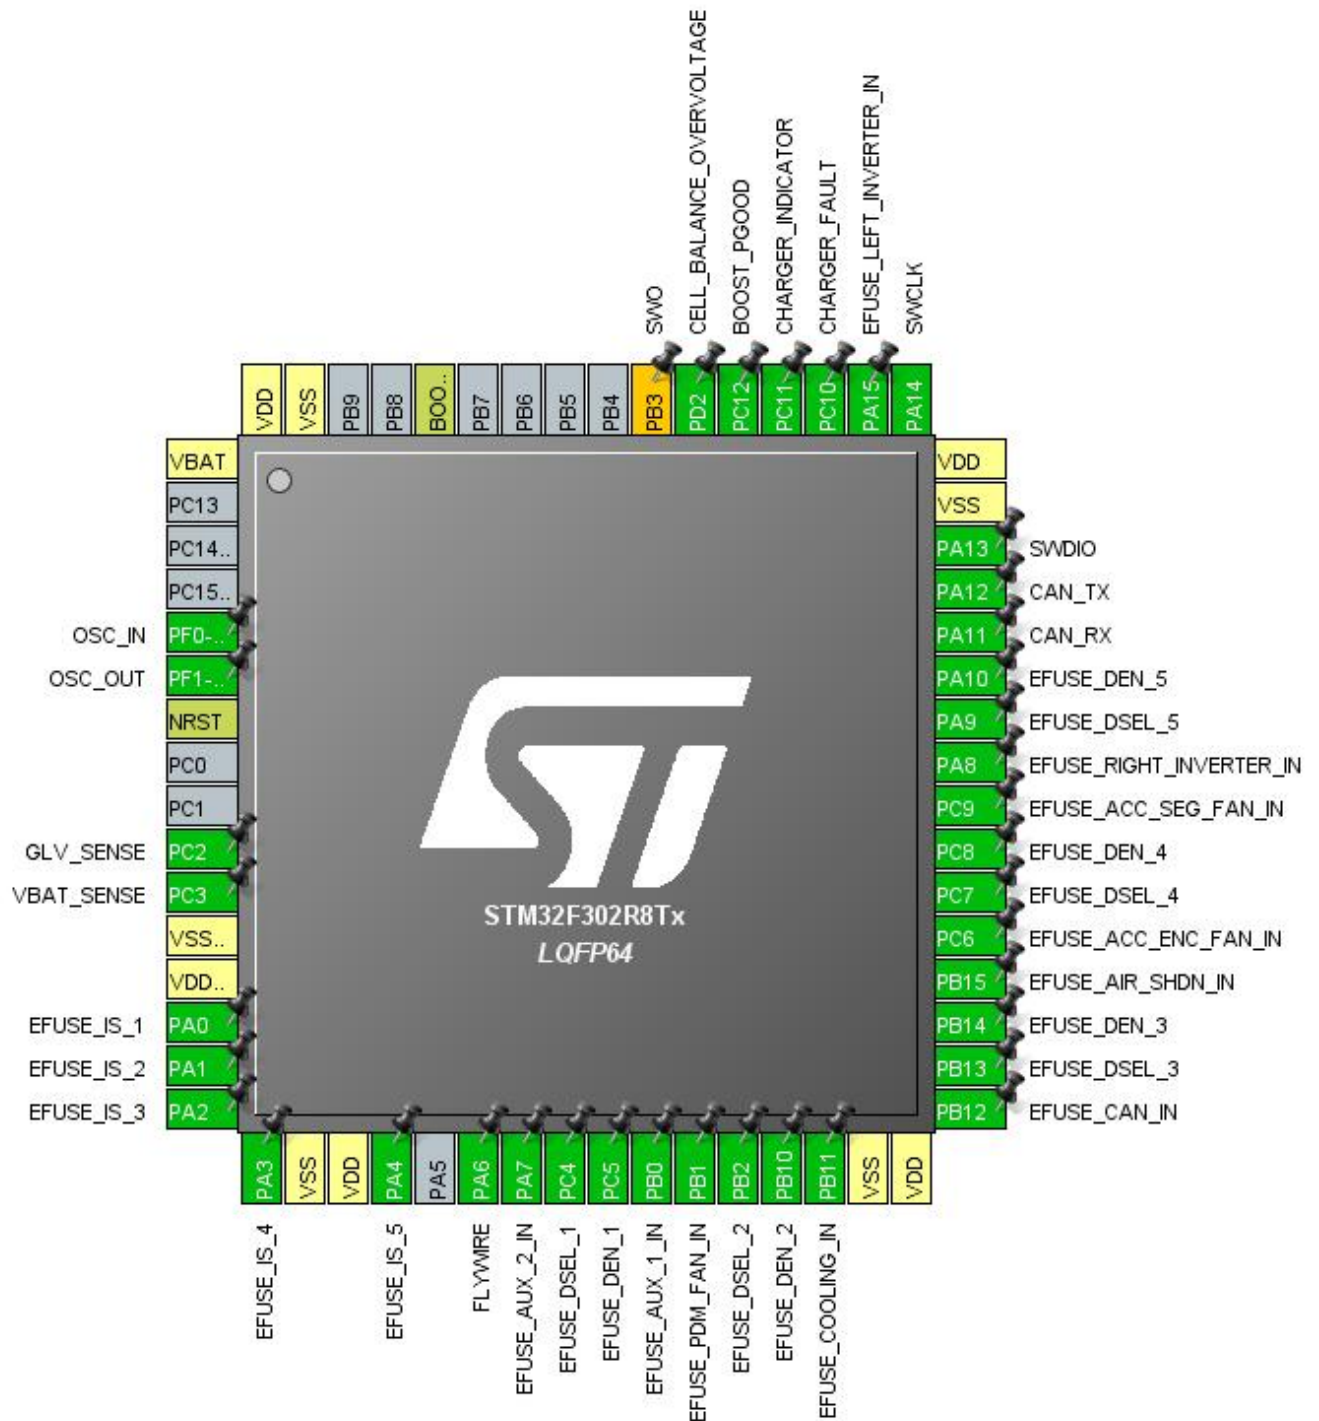 SWO
CELL_BALANCE_OVERVOLTAGE
BOOST_PGOOD
CHARGER_INDICATOR
CHARGER_FAULT
EFUSE_LEFT_INVERTER_IN
SWCLK
VDD
VSS
PB9
PB8
BOO..
PB7
PB6
PB5
PB4
PB3
PD2
PC12
PC11
PC10
PA15
PA14
VBAT
PC13
PC14..
PC15..
OSC_IN PF0-..
OSC_OUT PF1-..
NRST
PC0
PC1
GLV_SENSE PC2
VBAT_SENSE PC3
VSS..
VDD..
EFUSE_IS_1 PA0
EFUSE_IS_2 PA1
EFUSE_IS_3 PA2
ST
STM32F302R8Tx
LQFP64
VDD
VSS
PA13 SWDIO
PA12 CAN_TX
PA11 CAN_RX
PA10 EFUSE_DEN_5
PA9 EFUSE_DSEL_5
PA8 EFUSE_RIGHT_INVERTER_IN
PC9 EFUSE_ACC_SEG_FAN_IN
PC8 EFUSE_DEN_4
PC7 EFUSE_DSEL_4
PC6 EFUSE_ACC_ENC_FAN_IN
PB15 EFUSE_AIR_SHDN_IN
PB14 EFUSE_DEN_3
PB13 EFUSE_DSEL_3
PB12 EFUSE_CAN_IN
PA3
VSS
VDD
PA4
PA5
PA6
PA7
PC4
PC5
PB0
PB1
PB2
PB10
PB11
VSS
VDD
EFUSE_IS_4
EFUSE_IS_5
FLYWIRE
EFUSE_AUX_2_IN
EFUSE_DSEL_1
EFUSE_DEN_1
EFUSE_AUX_1_IN
EFUSE_PDM_FAN_IN
EFUSE_DSEL_2
EFUSE_DEN_2
EFUSE_COOLING_IN